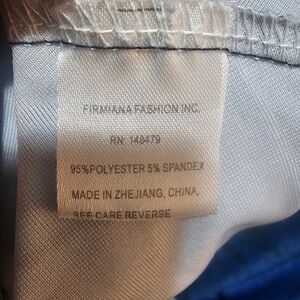 FIRMIANA FASHION INC.
RN 148479
95%POLYESTER 5% SPANDEX
MADE IN ZHEJIANG, CHINA,
SEE CARE REVERSE